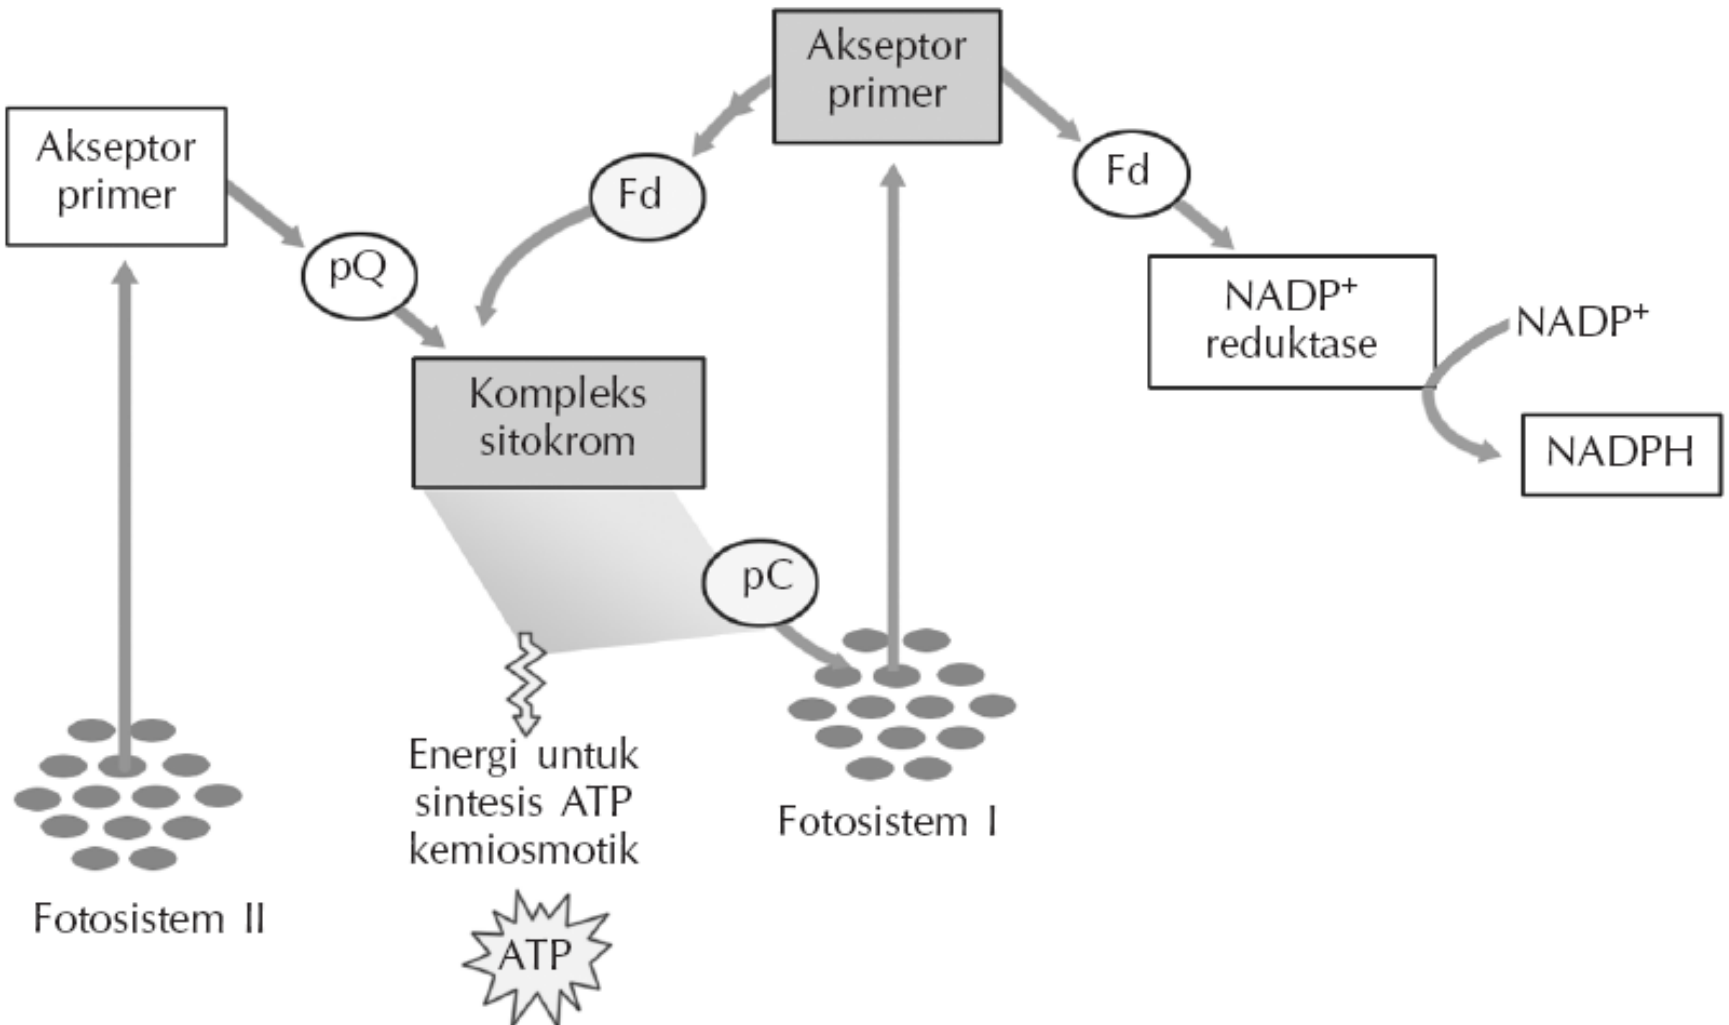 Akseptor
primer
Akseptor
primer
Fd
Fd
pQ
NADP⁺
reduktase
NADP⁺
NADPH
Kompleks
sitokrom
pC
Energi untuk
sintesis ATP
kemiosmotik
ATP
Fotosistem I
Fotosistem II